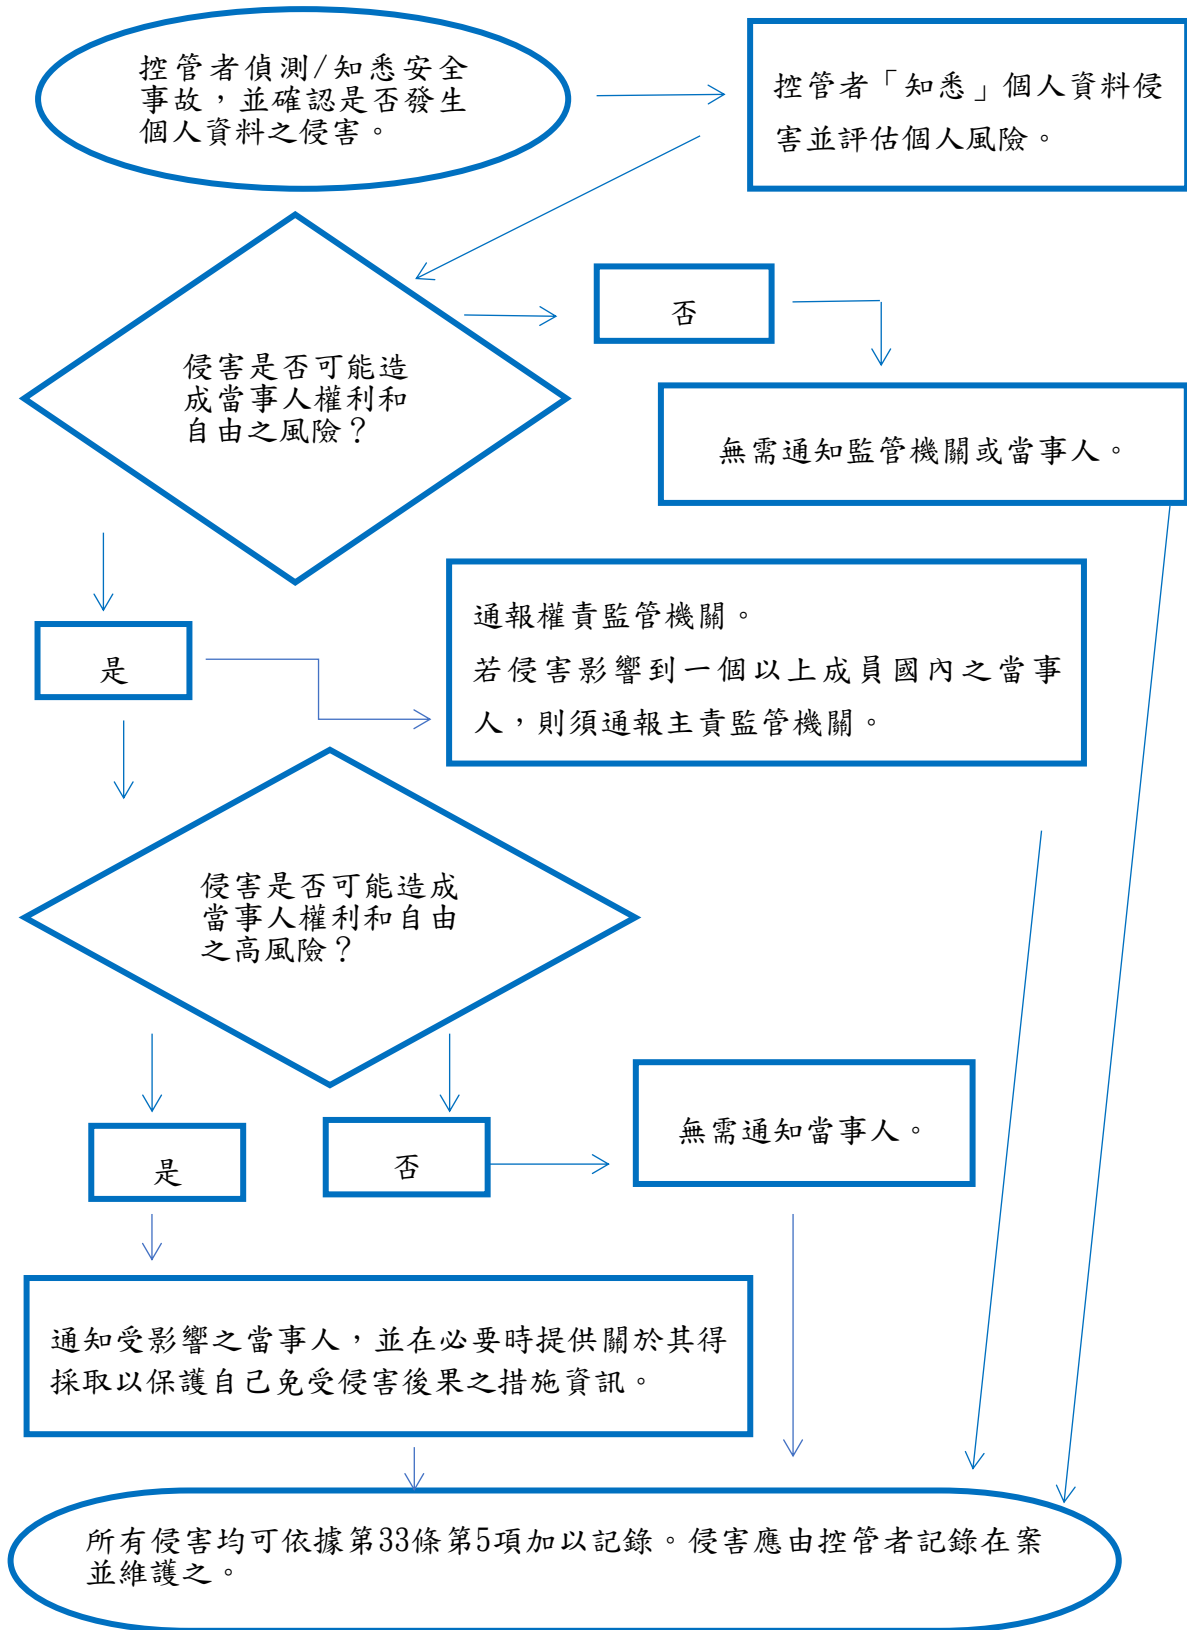 控管者偵測/知悉安全
事故，並確認是否發生
個人資料之侵害。
控管者「知悉」個人資料侵
害並評估個人風險。
侵害是否可能造
成當事人權利和
自由之風險？
否
無需通知監管機關或當事人。
是
通報權責監管機關。
若侵害影響到一個以上成員國內之當事
人，則須通報主責監管機關。
侵害是否可能造成
當事人權利和自由
之高風險？
是
否
無需通知當事人。
通知受影響之當事人，並在必要時提供關於其得
採取以保護自己免受侵害後果之措施資訊。
所有侵害均可依據第33條第5項加以記錄。侵害應由控管者記錄在案
並維護之。